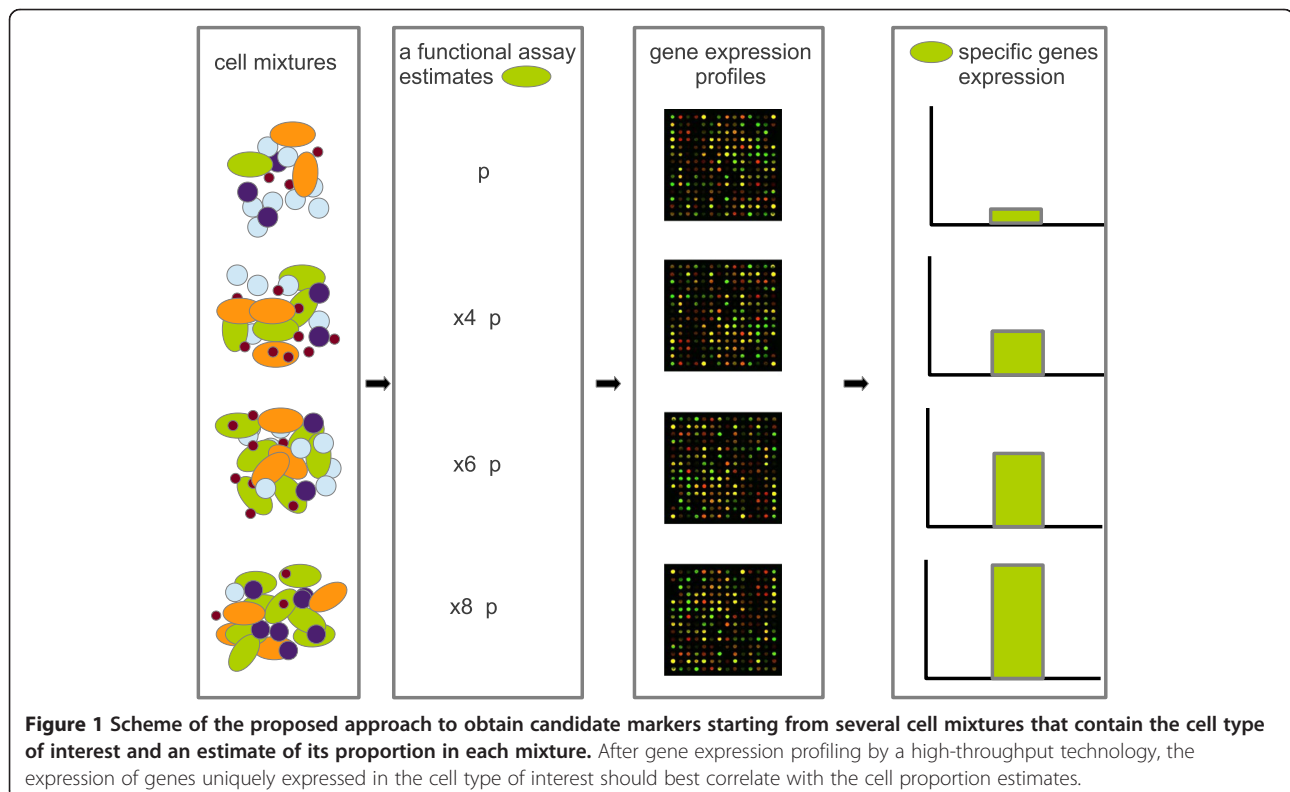 cell mixtures
a functional assay
estimates
gene expression
profiles
specific genes
expression
p
x4 p
x6 p
x8 p
Figure 1 Scheme of the proposed approach to obtain candidate markers starting from several cell mixtures that contain the cell type
of interest and an estimate of its proportion in each mixture. After gene expression profiling by a high-throughput technology, the
expression of genes uniquely expressed in the cell type of interest should best correlate with the cell proportion estimates.